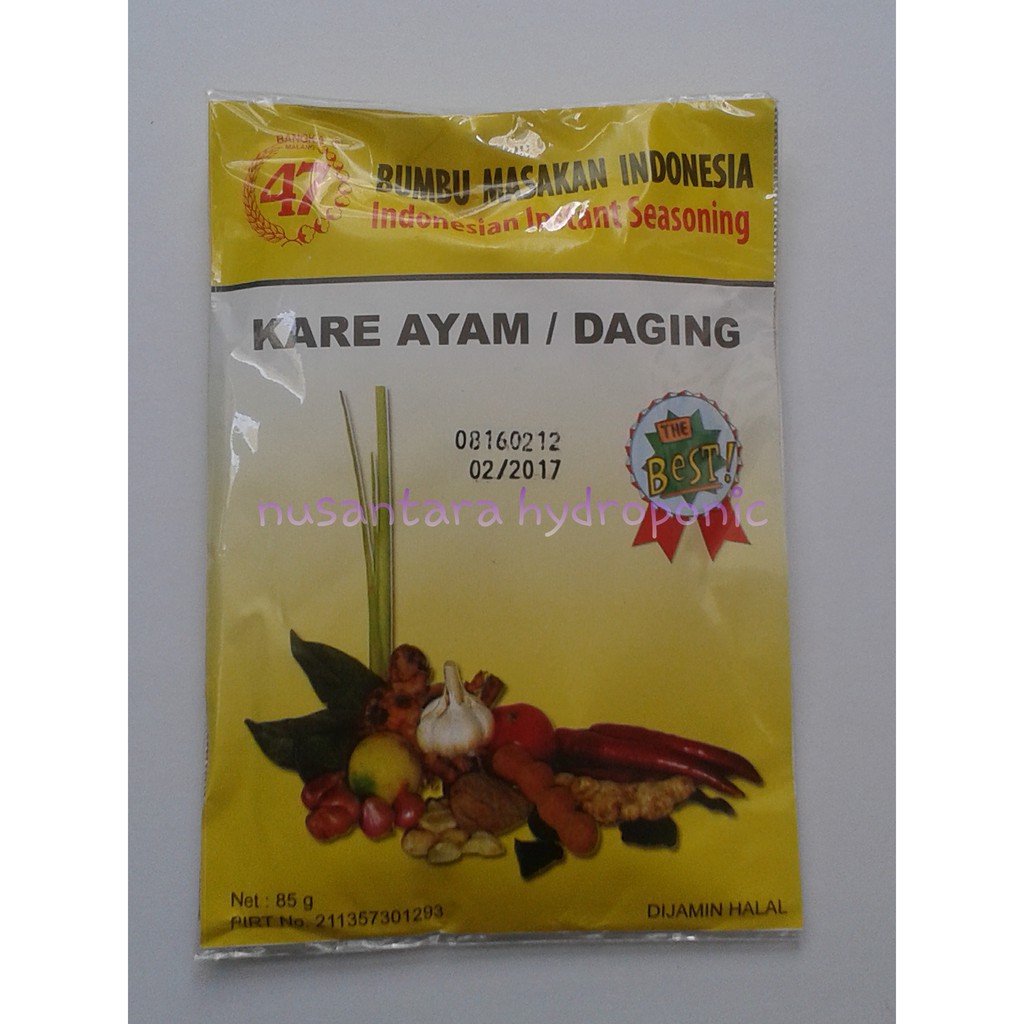 47
BUMBU MASAKAN INDONESIA
Indonesian Instant Seasoning
KARE AYAM / DAGING
08160212
02/2017
THE
BEST!
nusantara hydroponic
Net : 85 g
PIRT No. 211357301293
DIJAMIN HALAL